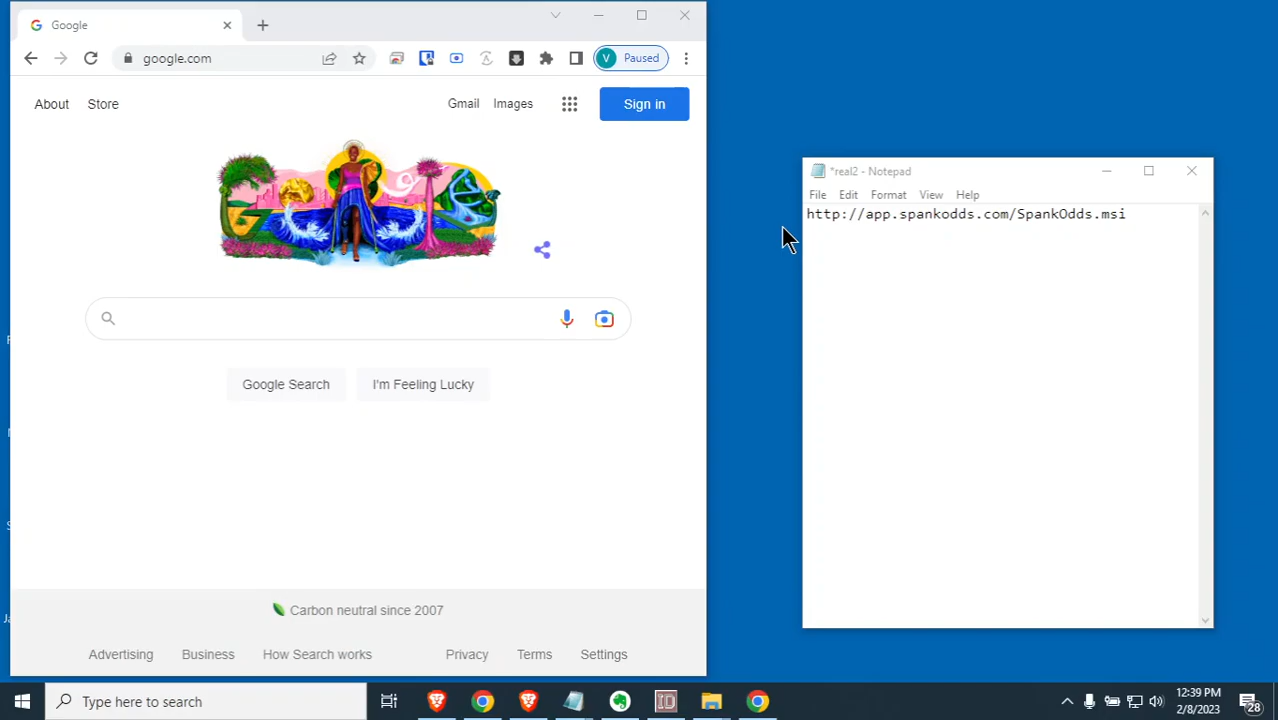 Google
google.com
V Paused
About Store Gmail Images Sign in
Google Search I'm Feeling Lucky
Carbon neutral since 2007
Advertising Business How Search works Privacy Terms Settings
*real2 - Notepad
File Edit Format View Help
http://app.spankodds.com/SpankOdds.msi
Type here to search
ID
12:39 PM
2/8/2023
28